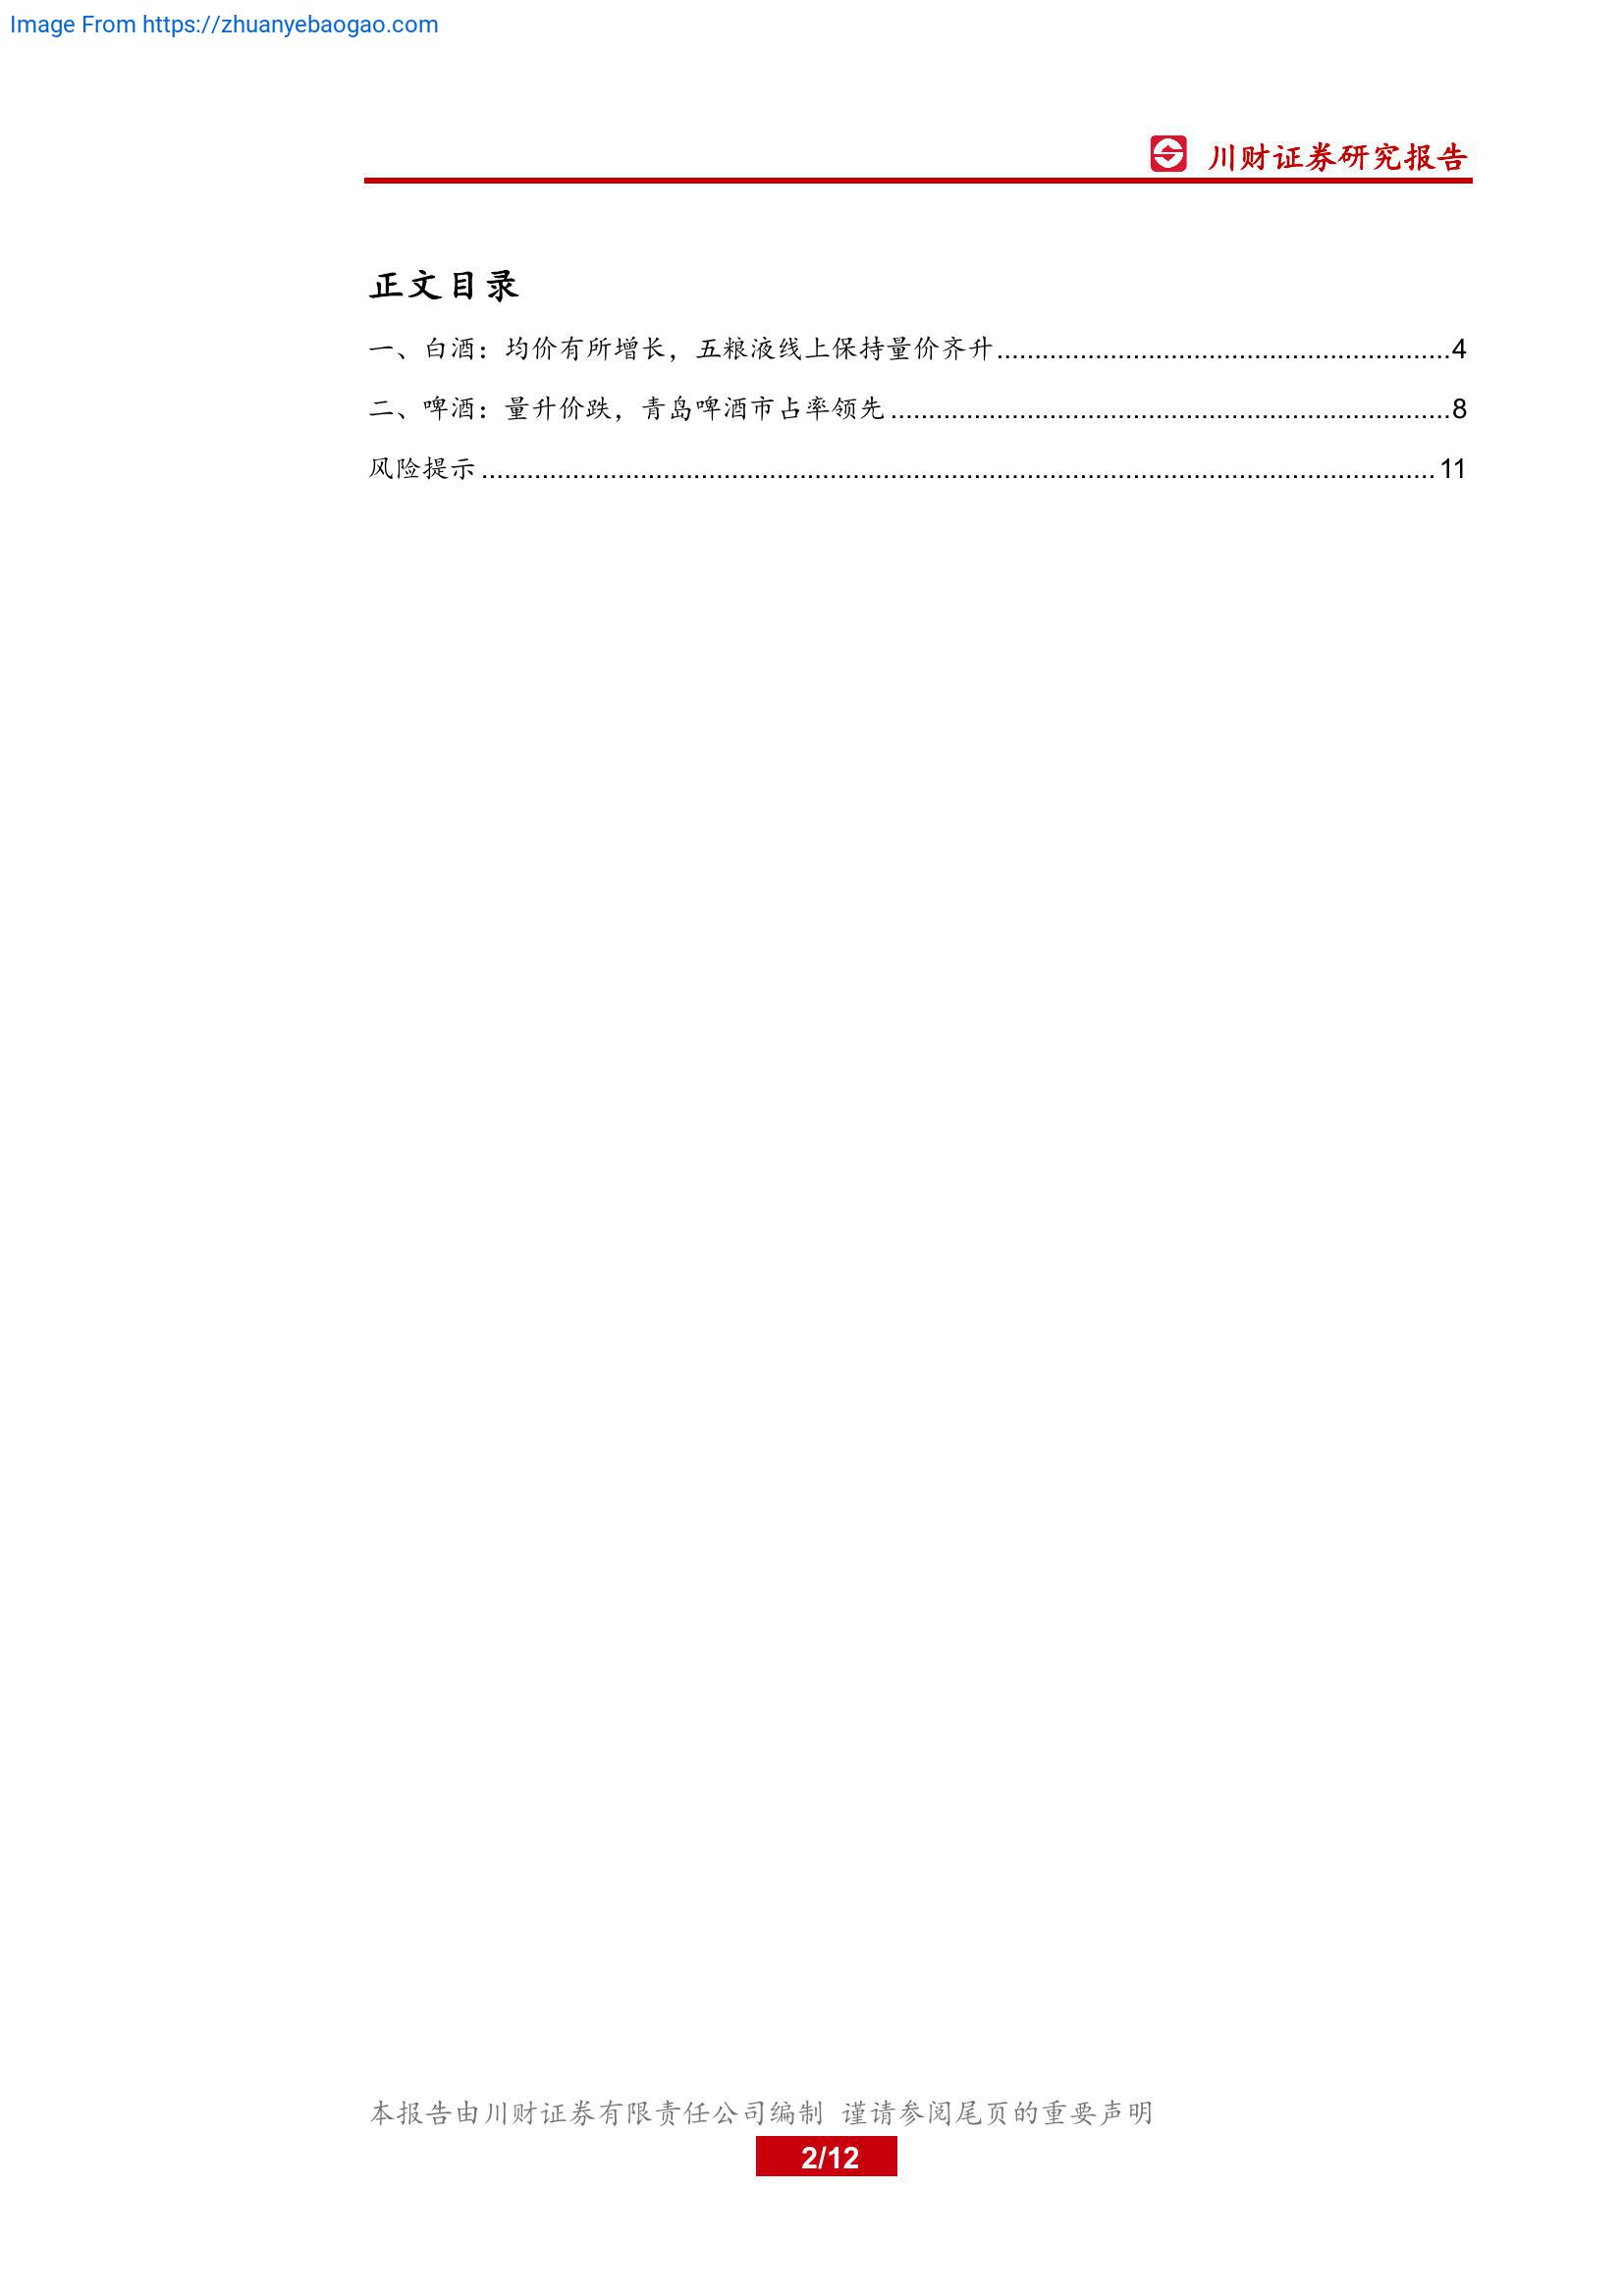 Image From https://zhuanyebaogao.com
川财证券研究报告
正文目录
一、白酒：均价有所增长，五粮液线上保持量价齐升............................................................4
二、啤酒：量升价跌，青岛啤酒市占率领先..........................................................................8
风险提示..............................................................................................................................11
本报告由川财证券有限责任公司编制 谨请参阅尾页的重要声明
2/12